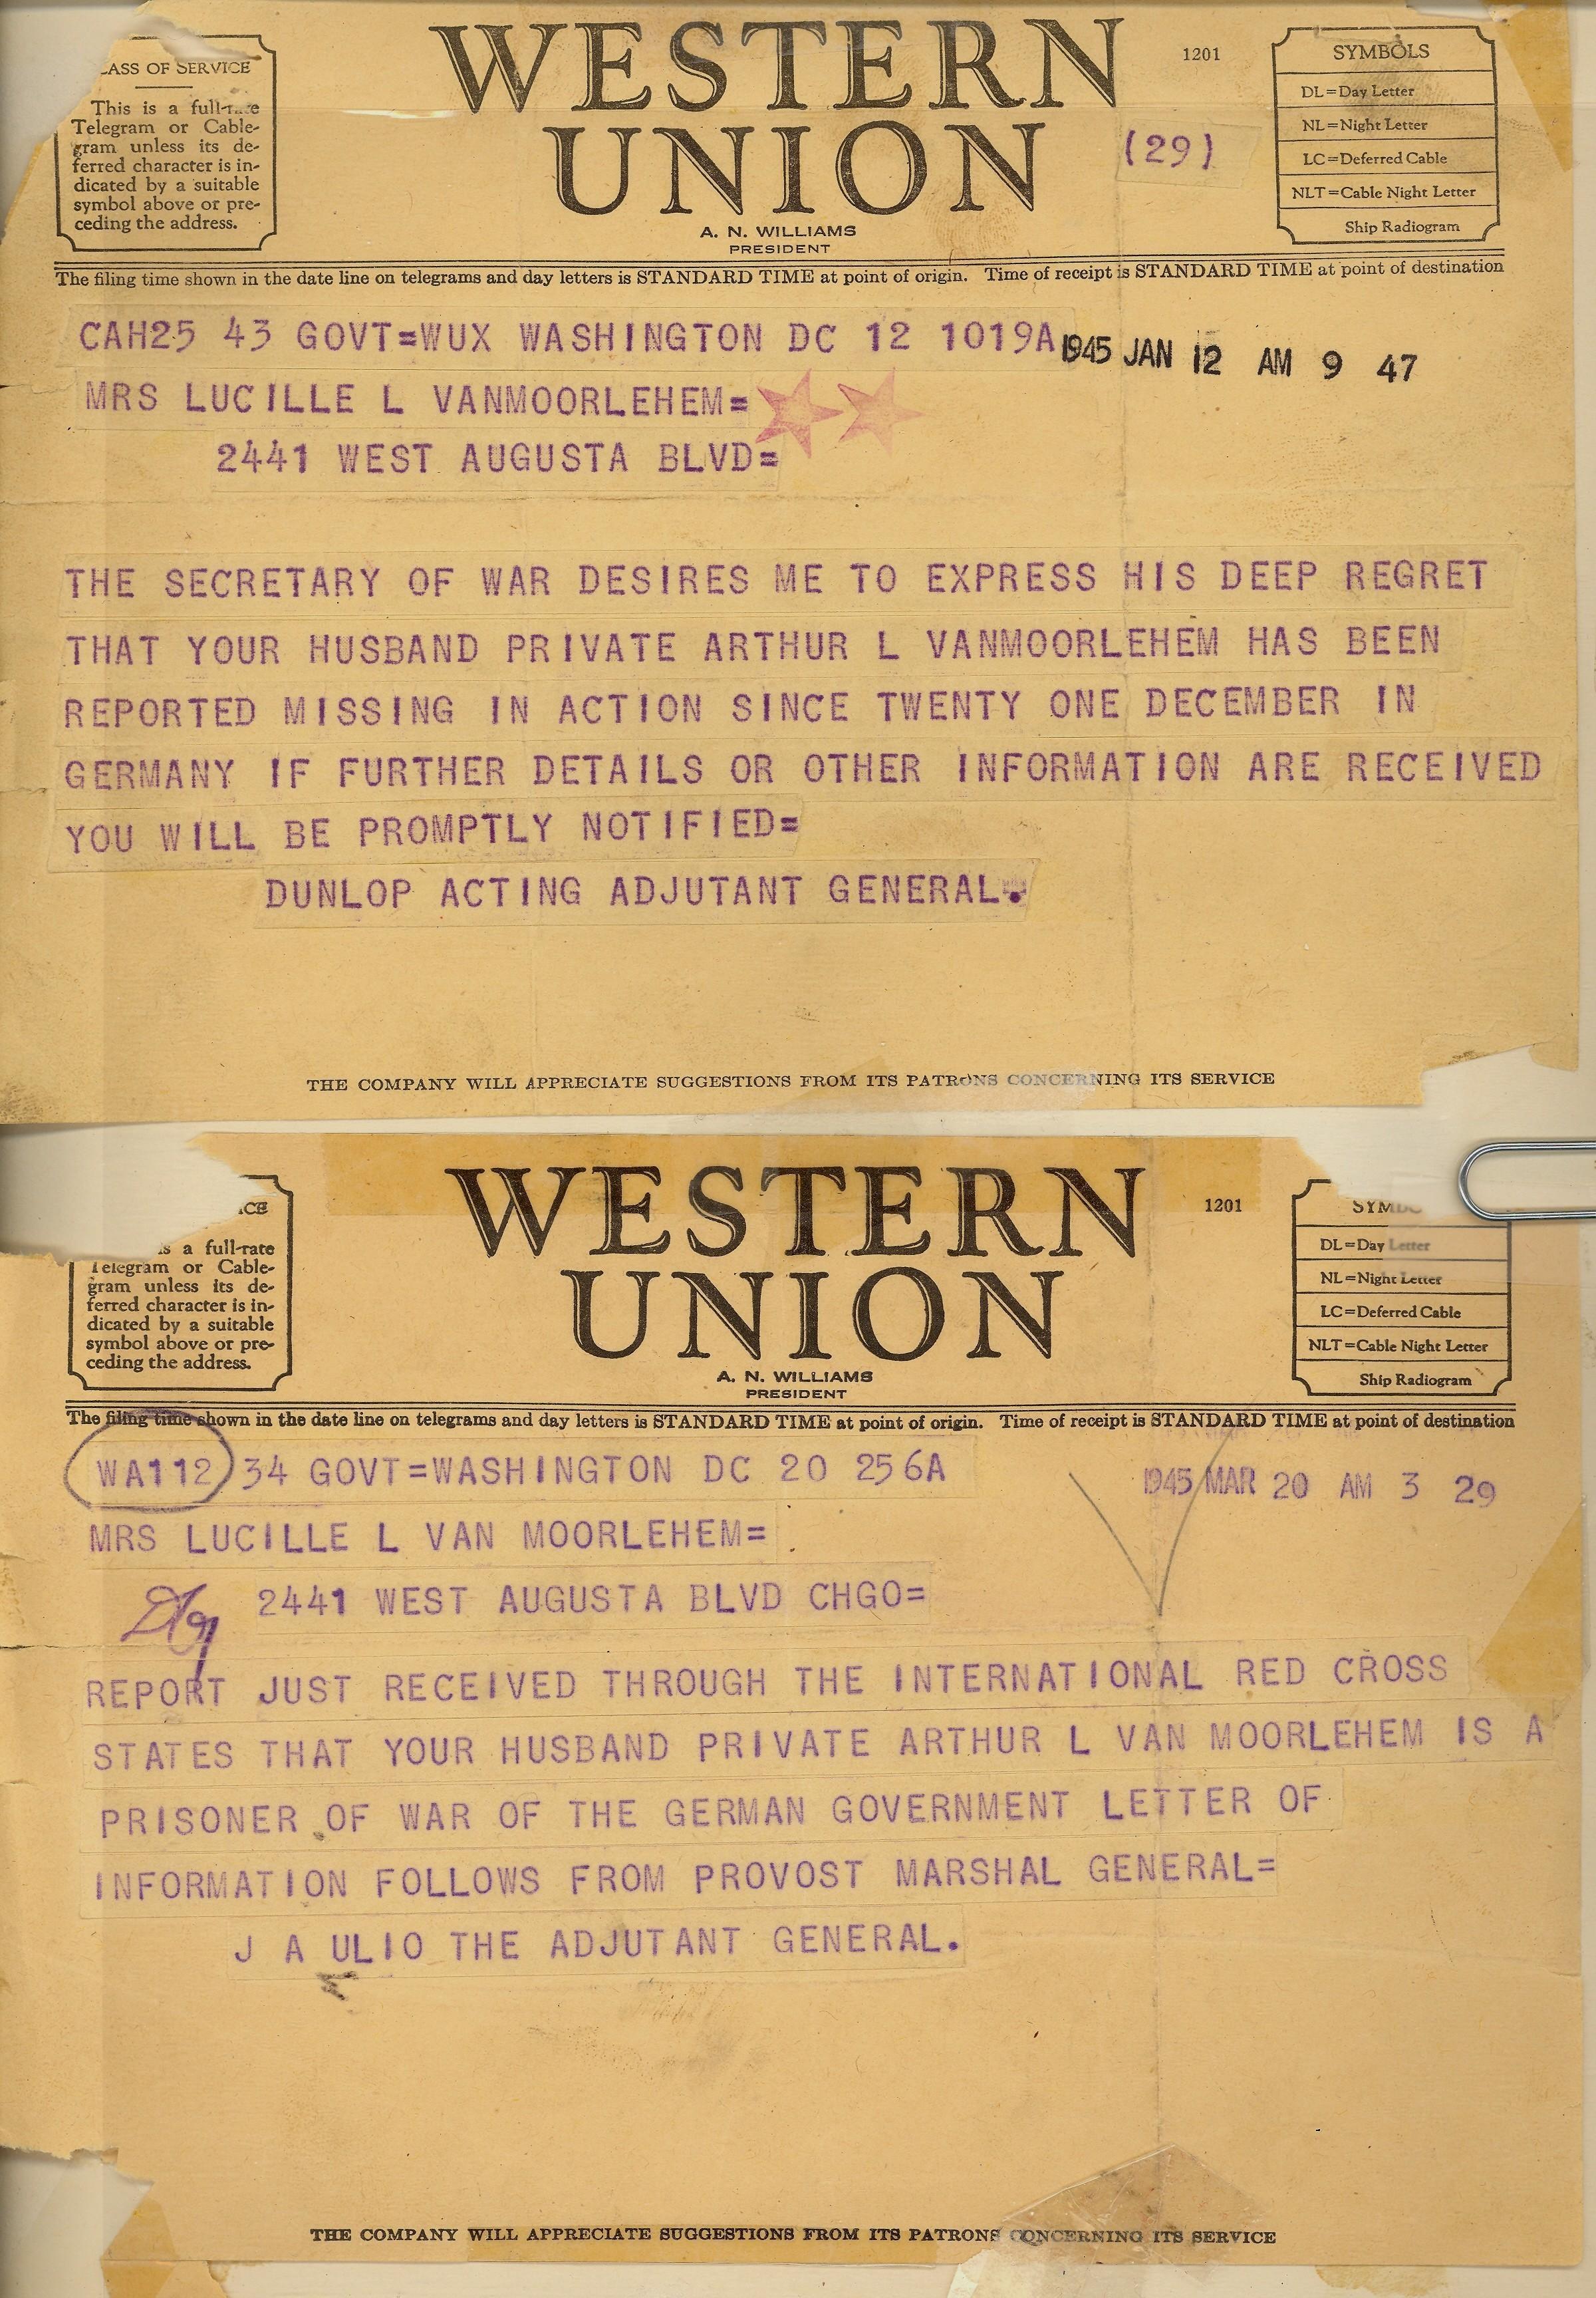 WESTERN
UNION
1201
(29)
A. N. WILLIAMS
PRESIDENT
CLASS OF SERVICE
This is a full-rate
Telegram or Cable-
gram unless its de-
ferred character is in-
dicated by a suitable
symbol above or pre-
ceding the address.
SYMBOLS
DL=Day Letter
NL=Night Letter
LC=Deferred Cable
NLT=Cable Night Letter
Ship Radiogram
The filing time shown in the date line on telegrams and day letters is STANDARD TIME at point of origin. Time of receipt is STANDARD TIME at point of destination
CAH25 43 GOVT=WUX WASHINGTON DC 12 1019A
1945 JAN 12 AM 9 47
MRS LUCILLE L VANMOORLEHEM=
2441 WEST AUGUSTA BLVD=
THE SECRETARY OF WAR DESIRES ME TO EXPRESS HIS DEEP REGRET
THAT YOUR HUSBAND PRIVATE ARTHUR L VANMOORLEHEM HAS BEEN
REPORTED MISSING IN ACTION SINCE TWENTY ONE DECEMBER IN
GERMANY IF FURTHER DETAILS OR OTHER INFORMATION ARE RECEIVED
YOU WILL BE PROMPTLY NOTIFIED=
DUNLOP ACTING ADJUTANT GENERAL.
THE COMPANY WILL APPRECIATE SUGGESTIONS FROM ITS PATRONS CONCERNING ITS SERVICE
WESTERN
UNION
1201
A. N. WILLIAMS
PRESIDENT
a full-rate
Telegram or Cable-
gram unless its de-
ferred character is in-
dicated by a suitable
symbol above or pre-
ceding the address.
DL=Day Letter
NL=Night Letter
LC=Deferred Cable
NLT=Cable Night Letter
Ship Radiogram
The filing time shown in the date line on telegrams and day letters is STANDARD TIME at point of origin. Time of receipt is STANDARD TIME at point of destination
WA112 34 GOVT=WASHINGTON DC 20 256A
1945 MAR 20 AM 3 29
MRS LUCILLE L VAN MOORLEHEM=
2441 WEST AUGUSTA BLVD CHGO=
REPORT JUST RECEIVED THROUGH THE INTERNATIONAL RED CROSS
STATES THAT YOUR HUSBAND PRIVATE ARTHUR L VAN MOORLEHEM IS A
PRISONER OF WAR OF THE GERMAN GOVERNMENT LETTER OF
INFORMATION FOLLOWS FROM PROVOST MARSHAL GENERAL=
J A ULIO THE ADJUTANT GENERAL.
THE COMPANY WILL APPRECIATE SUGGESTIONS FROM ITS PATRONS CONCERNING ITS SERVICE